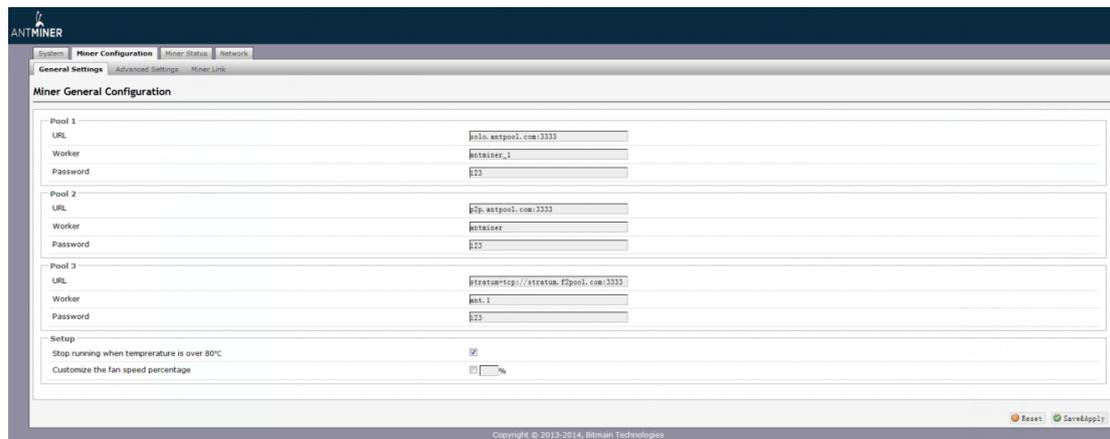 ANTMINER
System Miner Configuration Miner Status Network
General Settings Advanced Settings Miner Link
Miner General Configuration
Pool 1
URL solo.antpool.com:3333
Worker antminer_1
Password 123
Pool 2
URL p2p.antpool.com:3333
Worker antminer
Password 123
Pool 3
URL stratum+tcp://stratum.f2pool.com:3333
Worker ant.1
Password 123
Setup
Stop running when temprerature is over 80°C
Customize the fan speed percentage %
Reset Save&Apply
Copyright © 2013-2014, Bitmain Technologies